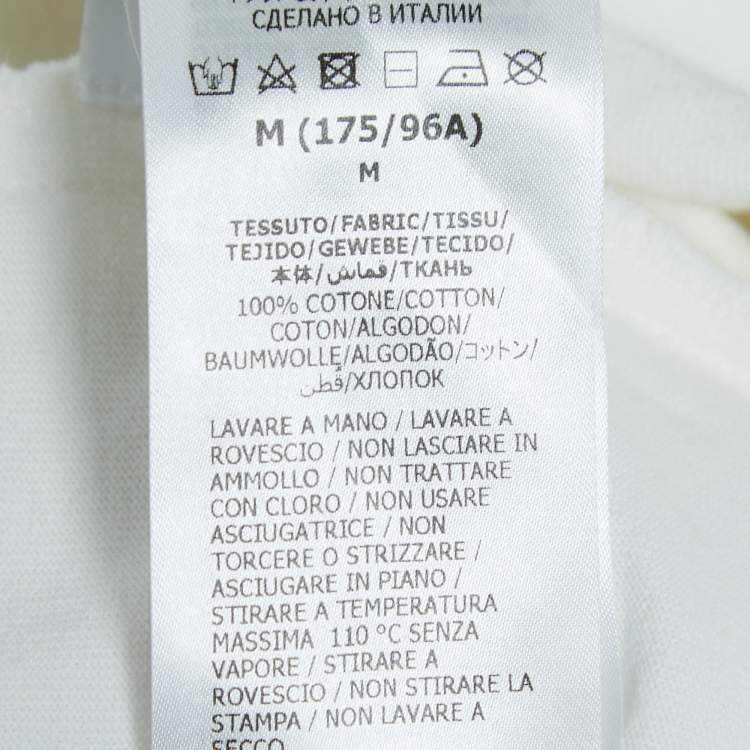 СДЕЛАНО В ИТАЛИИ
M (175/96A)
M
TESSUTO/FABRIC/TISSU/
TEJIDO/GEWEBE/TECIDO/
本体/قماش/ТКАНЬ
100% COTONE/COTTON/
COTON/ALGODON/
BAUMWOLLE/ALGODÃO/コットン/
قطن/ХЛОПОК
LAVARE A MANO / LAVARE A
ROVESCIO / NON LASCIARE IN
AMMOLLO / NON TRATTARE
CON CLORO / NON USARE
ASCIUGATRICE / NON
TORCERE O STRIZZARE /
ASCIUGARE IN PIANO /
STIRARE A TEMPERATURA
MASSIMA 110 °C SENZA
VAPORE / STIRARE A
ROVESCIO / NON STIRARE LA
STAMPA / NON LAVARE A
SECCO